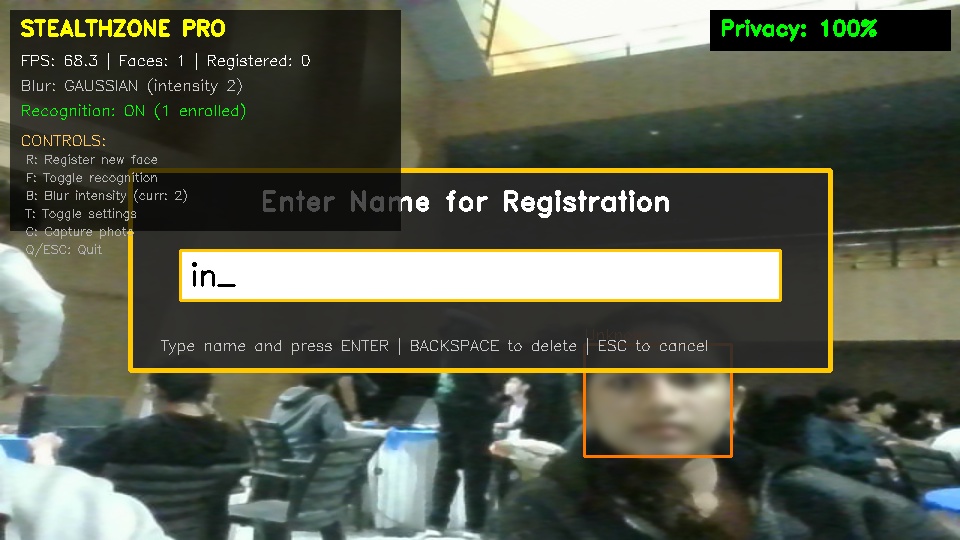 STEALTHZONE PRO
FPS: 68.3 | Faces: 1 | Registered: 0
Blur: GAUSSIAN (intensity 2)
Recognition: ON (1 enrolled)
CONTROLS:
R: Register new face
F: Toggle recognition
B: Blur intensity (curr: 2)
T: Toggle settings
C: Capture photo
Q/ESC: Quit
Privacy: 100%
Enter Name for Registration
in_
Type name and press ENTER | BACKSPACE to delete | ESC to cancel